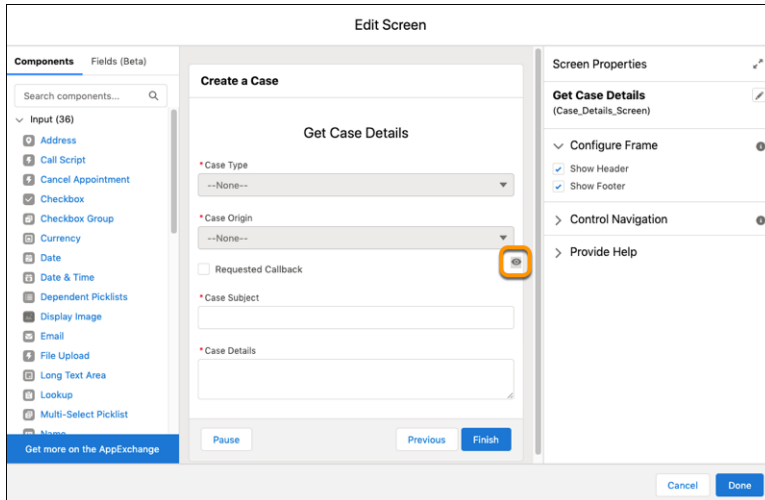 Edit Screen
Components
Fields (Beta)
Search components...
Input (36)
Address
Call Script
Cancel Appointment
Checkbox
Checkbox Group
Currency
Date
Date & Time
Dependent Picklists
Display Image
Email
File Upload
Long Text Area
Lookup
Multi-Select Picklist
Name
Get more on the AppExchange
Create a Case
Get Case Details
*Case Type
--None--
*Case Origin
--None--
Requested Callback
*Case Subject
*Case Details
Pause
Previous
Finish
Screen Properties
Get Case Details
(Case_Details_Screen)
Configure Frame
Show Header
Show Footer
Control Navigation
Provide Help
Cancel
Done